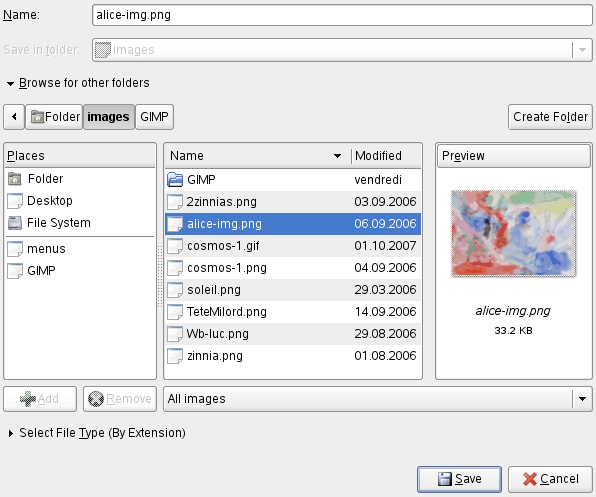 Name: alice-img.png
Save in folder: images
Browse for other folders
Folder images GIMP Create Folder
Places
Folder
Desktop
File System
menus
GIMP
Name Modified
GIMP vendredi
2zinnias.png 03.09.2006
alice-img.png 06.09.2006
cosmos-1.gif 01.10.2007
cosmos-1.png 04.09.2006
soleil.png 29.03.2006
TeteMilord.png 14.09.2006
Wb-luc.png 29.08.2006
zinnia.png 01.08.2006
Preview
alice-img.png
33.2 KB
Add Remove All images
Select File Type (By Extension)
Save Cancel